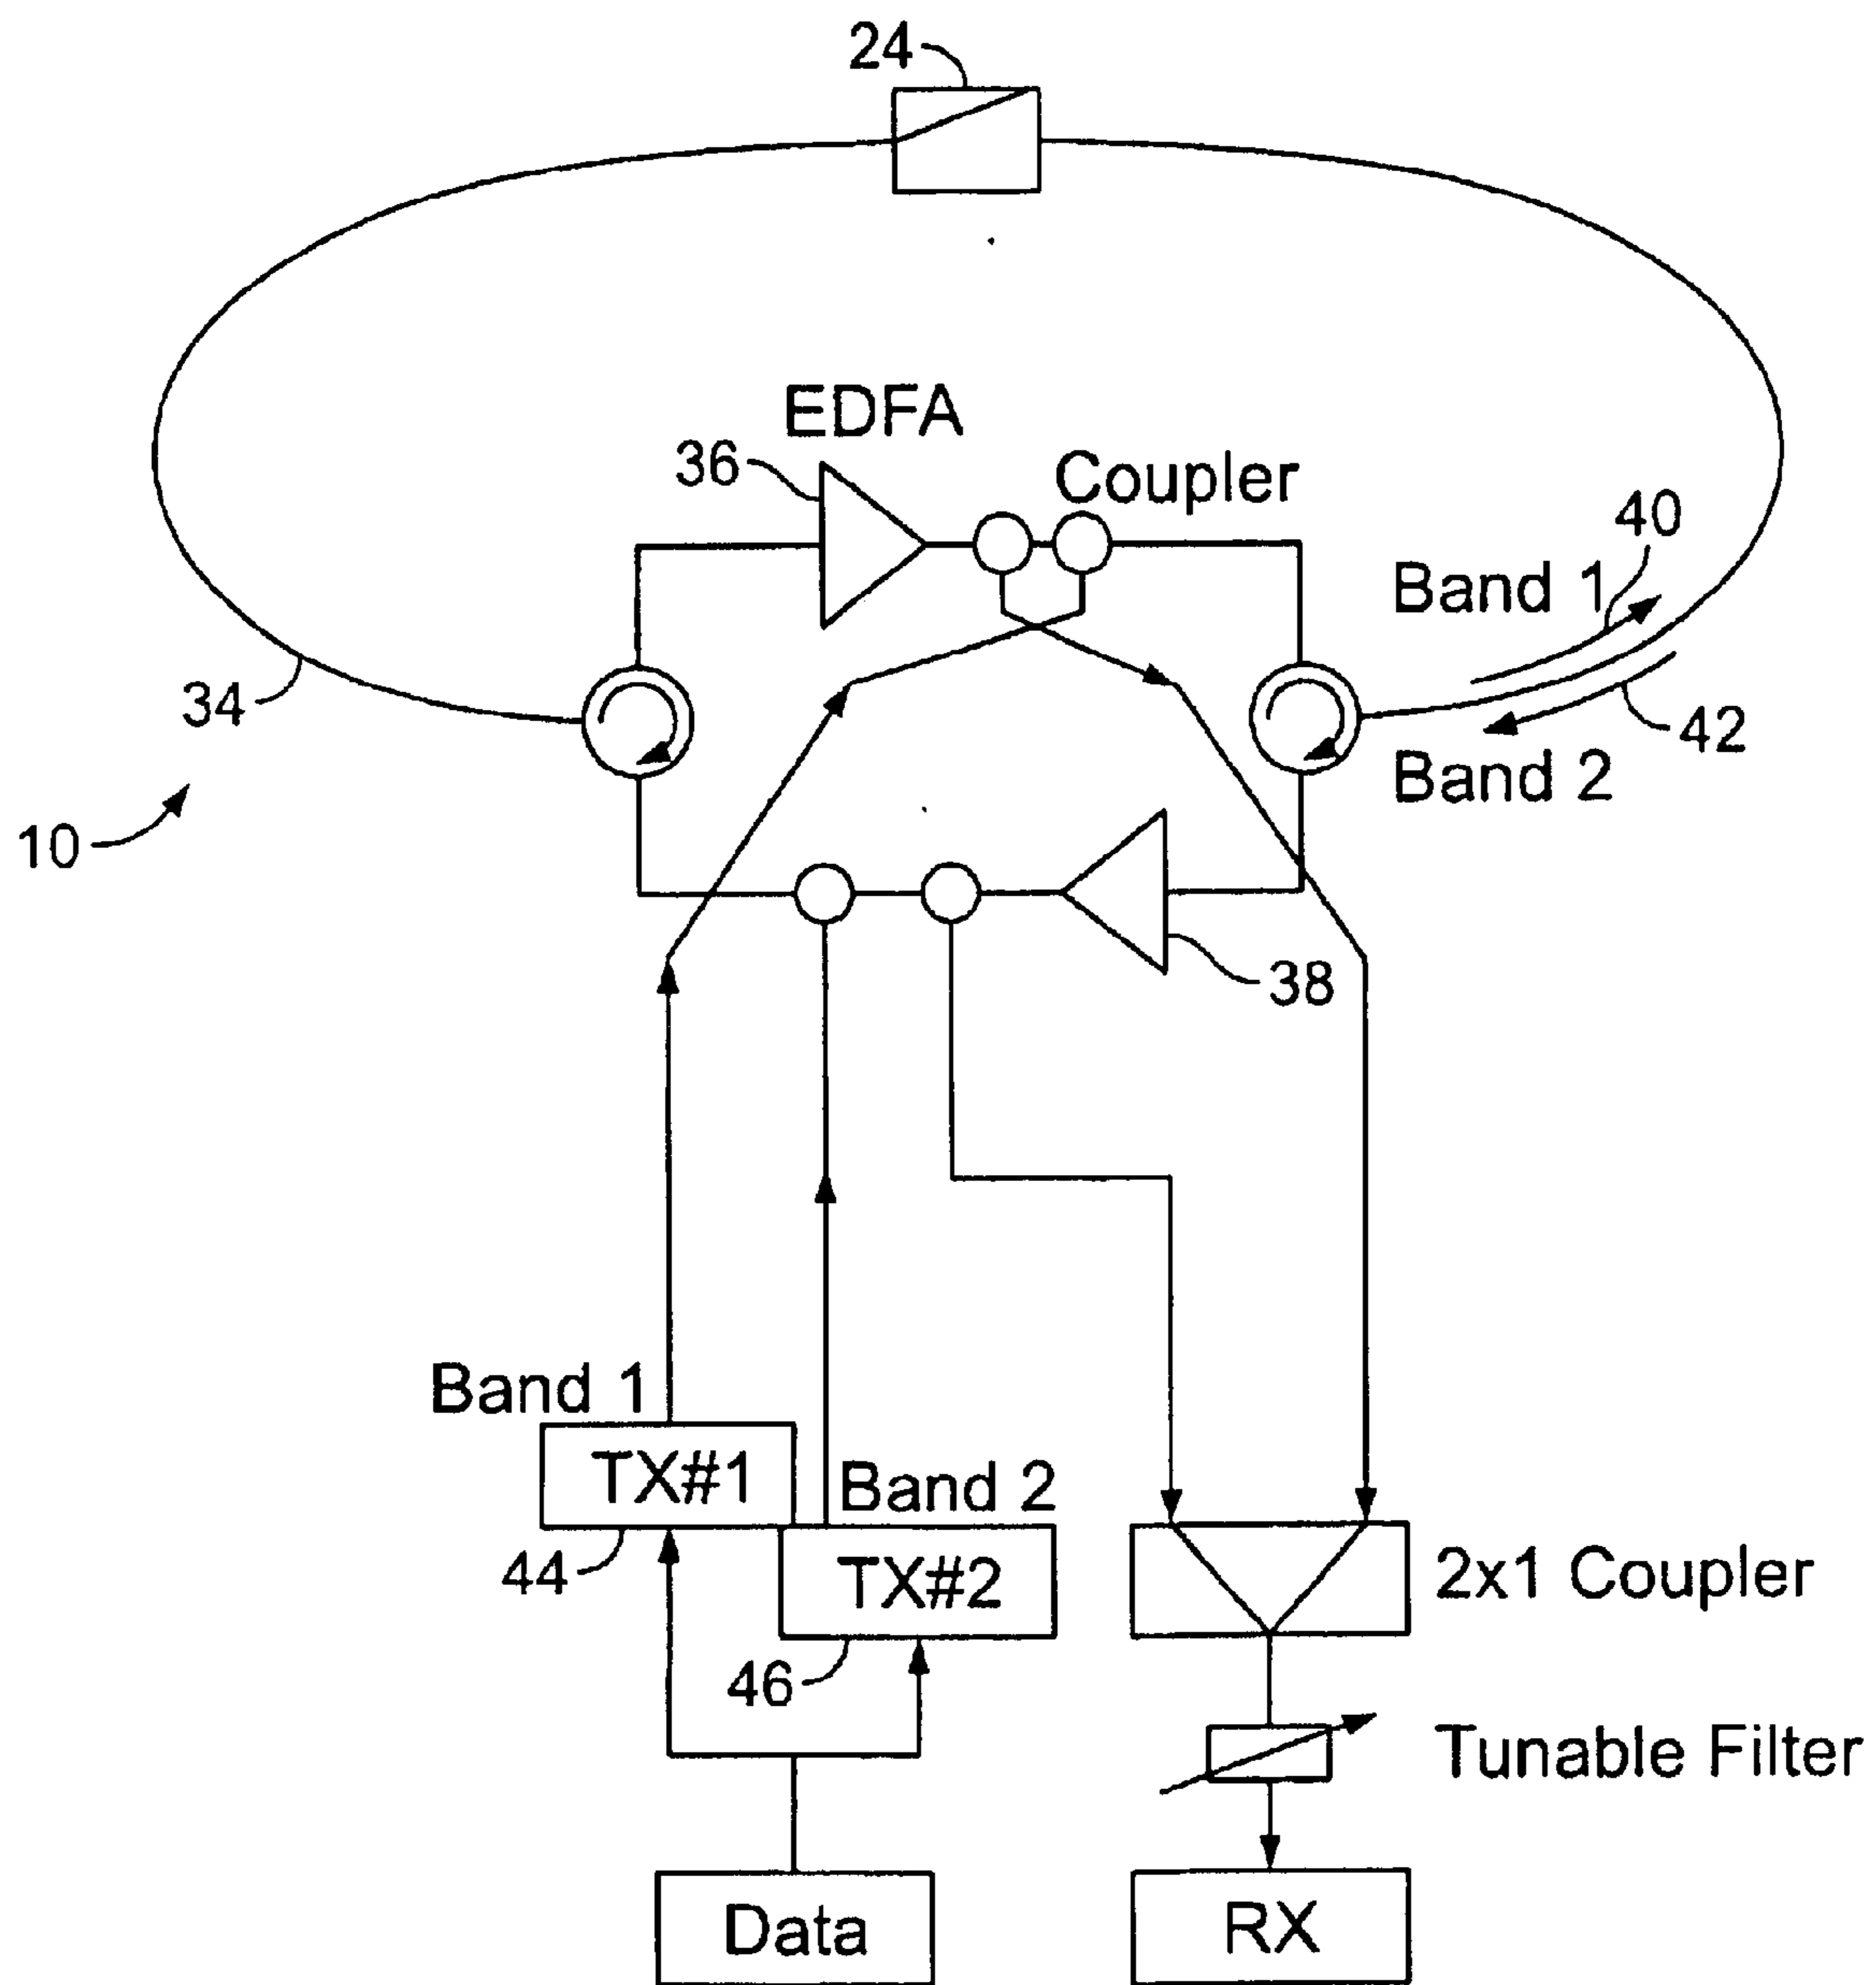 24
EDFA
36
Coupler
40
Band 1
34
42
Band 2
10
38
Band 1
TX#1
Band 2
44
TX#2
2x1 Coupler
46
Tunable Filter
Data
RX